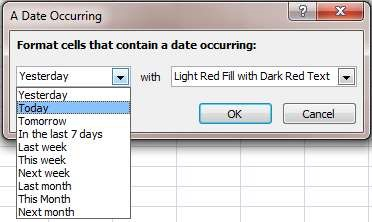 A Date Occurring
Format cells that contain a date occurring:
Yesterday with Light Red Fill with Dark Red Text
Yesterday
Today
Tomorrow
In the last 7 days
Last week
This week
Next week
Last month
This Month
Next month
OK Cancel